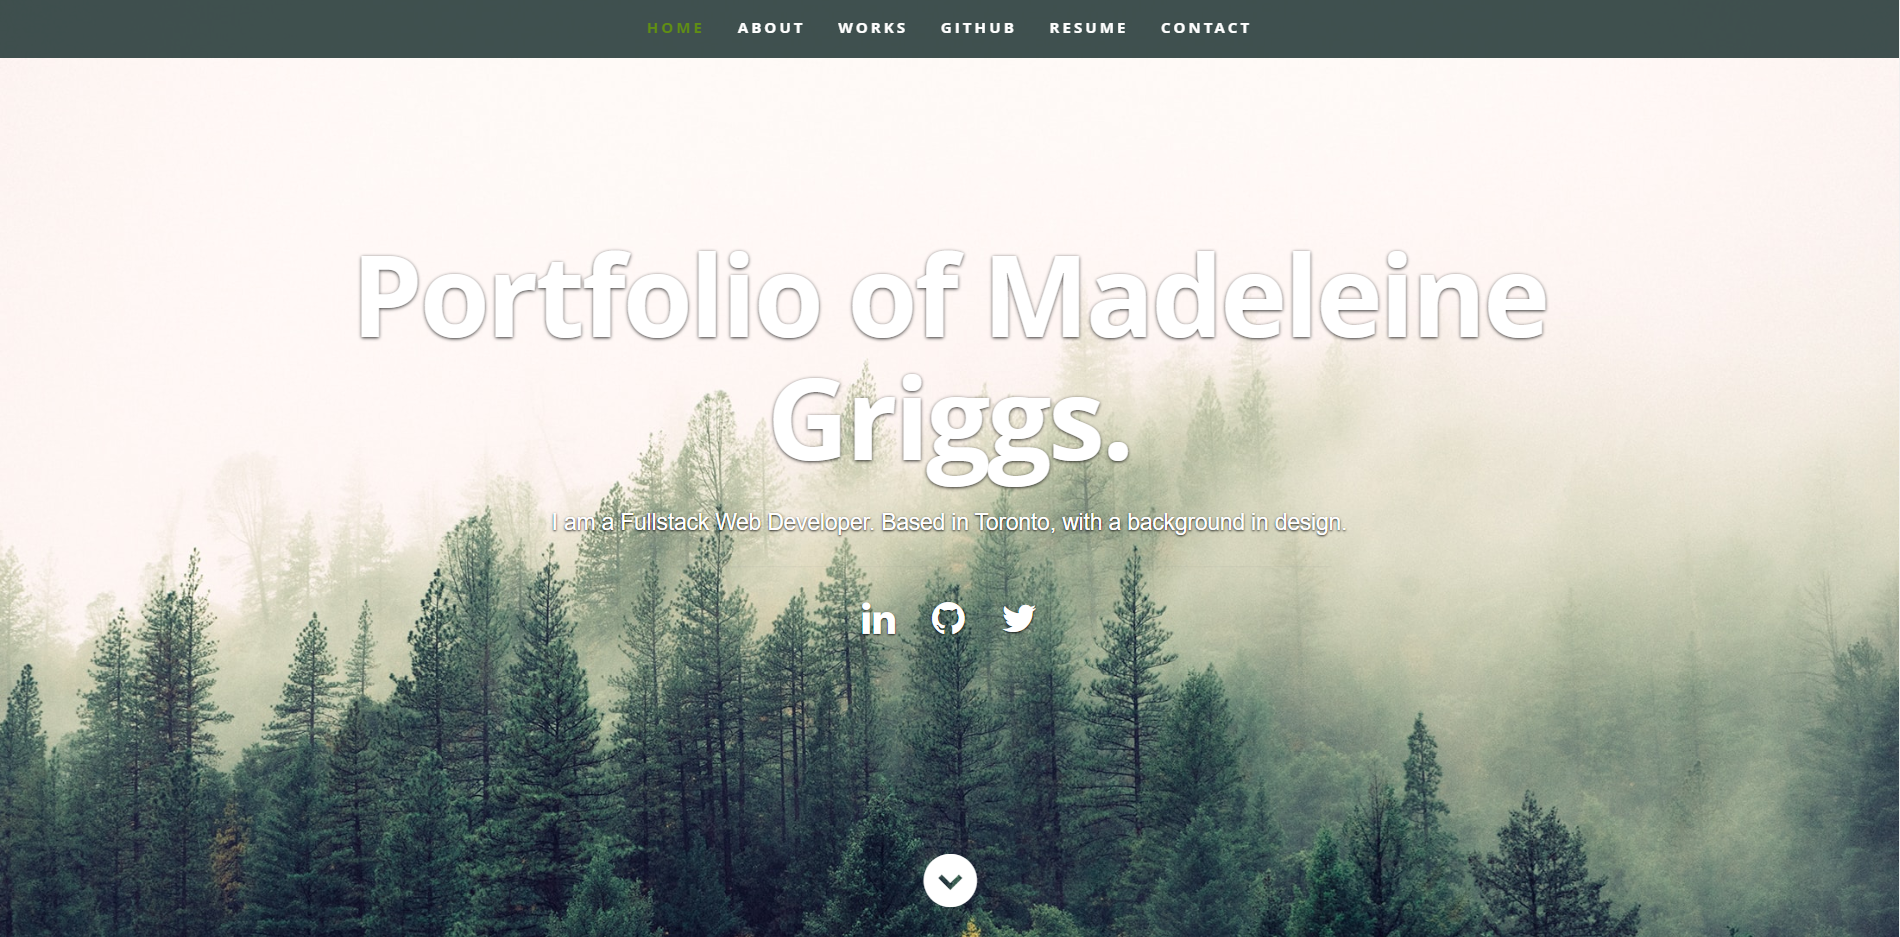 HOME ABOUT WORKS GITHUB RESUME CONTACT
Portfolio of Madeleine
Griggs.
I am a Fullstack Web Developer. Based in Toronto, with a background in design.
in